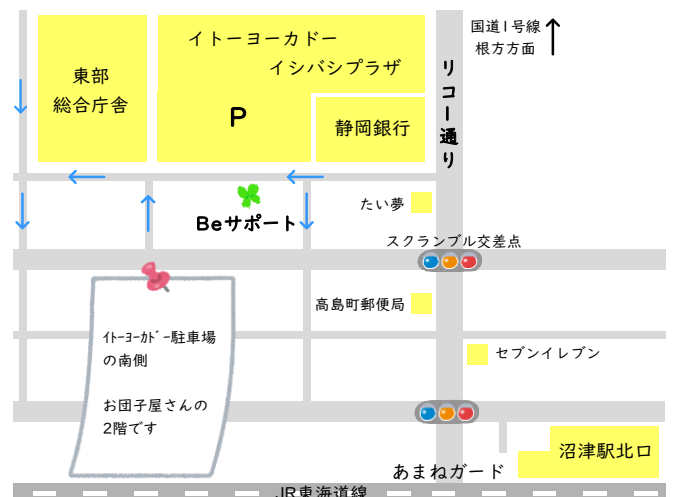 東部
総合庁舎
イトーヨーカドー
イシバシプラザ
P
静岡銀行
リコー通り
国道1号線
根方方面
Beサポート
たい夢
スクランブル交差点
高島町郵便局
セブンイレブン
イトーヨーカドー駐車場
の南側
お団子屋さんの
2階です
あまねガード
沼津駅北口
JR東海道線